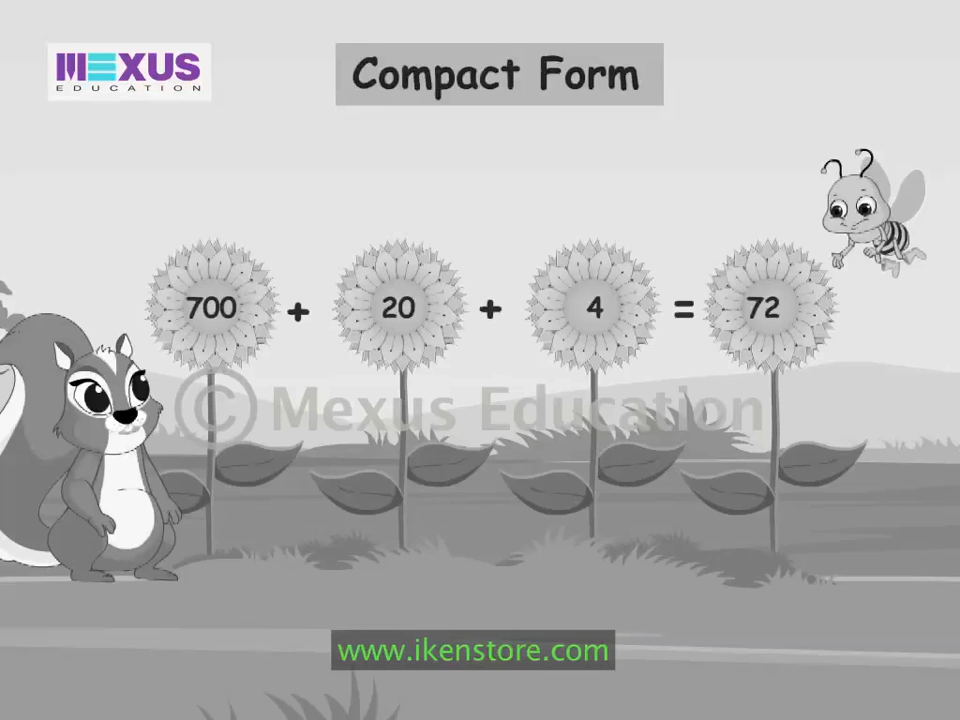 MEXUS
EDUCATION
Compact Form
700 + 20 + 4 = 72
© Mexus Education
www.ikenstore.com